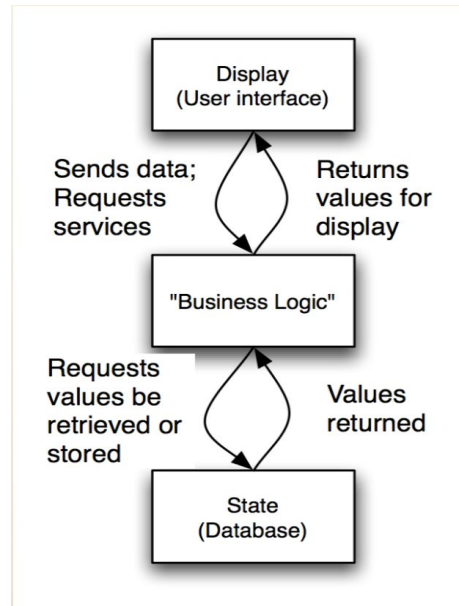 Display
(User interface)
Sends data;
Requests
services
Returns
values for
display
"Business Logic"
Requests
values be
retrieved or
stored
Values
returned
State
(Database)